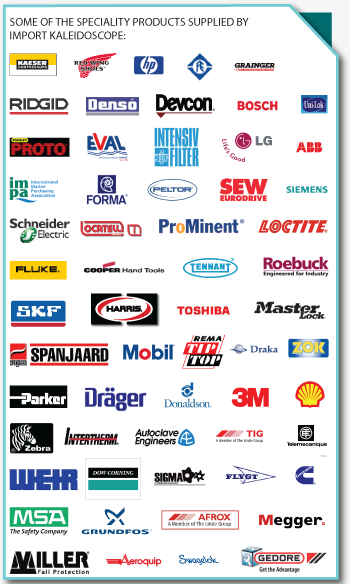 SOME OF THE SPECIALITY PRODUCTS SUPPLIED BY
IMPORT KALEIDOSCOPE:
KAESER
COMPRESSORS
RED WING
SHOES
hp
GRAINGER
RIDGID
Denso
Devcon
BOSCH
Uni-Lok
PROTO
EVAL
INTENSIV
FILTER
LG
Life's Good
ABB
impa
International
Marine
Purchasing
Association
FORMA
PELTOR
SEW
EURODRIVE
SIEMENS
Schneider
Electric
LOCTITE
ProMinent
FLUKE
COOPER Hand Tools
TENNANT
Roebuck
Engineered for Industry
SKF
HARRIS
TOSHIBA
Master
Lock
SPANJAARD
Mobil
REMA
TIP
TOP
Draka
ZOK
Parker
Dräger
Donaldson
3M
Zebra
INTERTHERM
Autoclave
Engineers
TIG
A Member of The Linde Group
Telemecanique
WEIR
DOW CORNING
SIGMA
FLYGT
MSA
The Safety Company
GRUNDFOS
AFROX
A Member of The Linde Group
Megger
MILLER
Fall Protection
Aeroquip
Swagelok
GEDORE
Get the Advantage